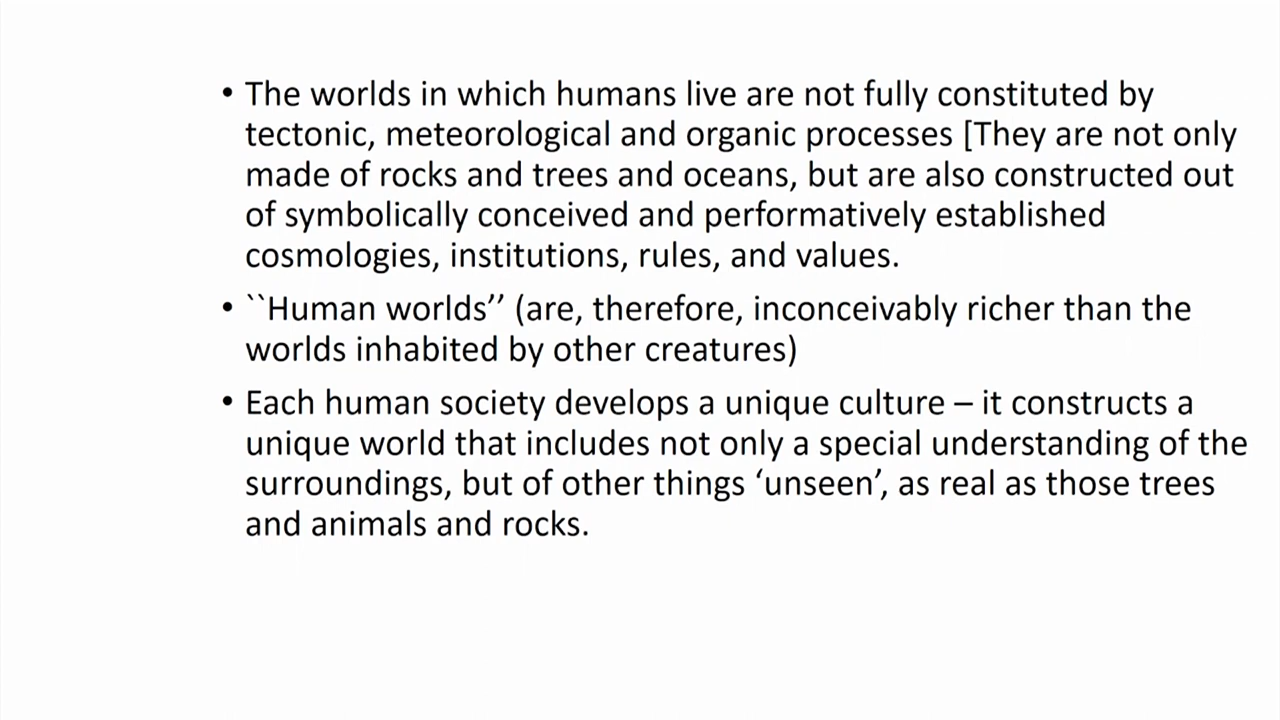 • The worlds in which humans live are not fully constituted by
tectonic, meteorological and organic processes [They are not only
made of rocks and trees and oceans, but are also constructed out
of symbolically conceived and performatively established
cosmologies, institutions, rules, and values.
• ``Human worlds’’ (are, therefore, inconceivably richer than the
worlds inhabited by other creatures)
• Each human society develops a unique culture – it constructs a
unique world that includes not only a special understanding of the
surroundings, but of other things ‘unseen’, as real as those trees
and animals and rocks.